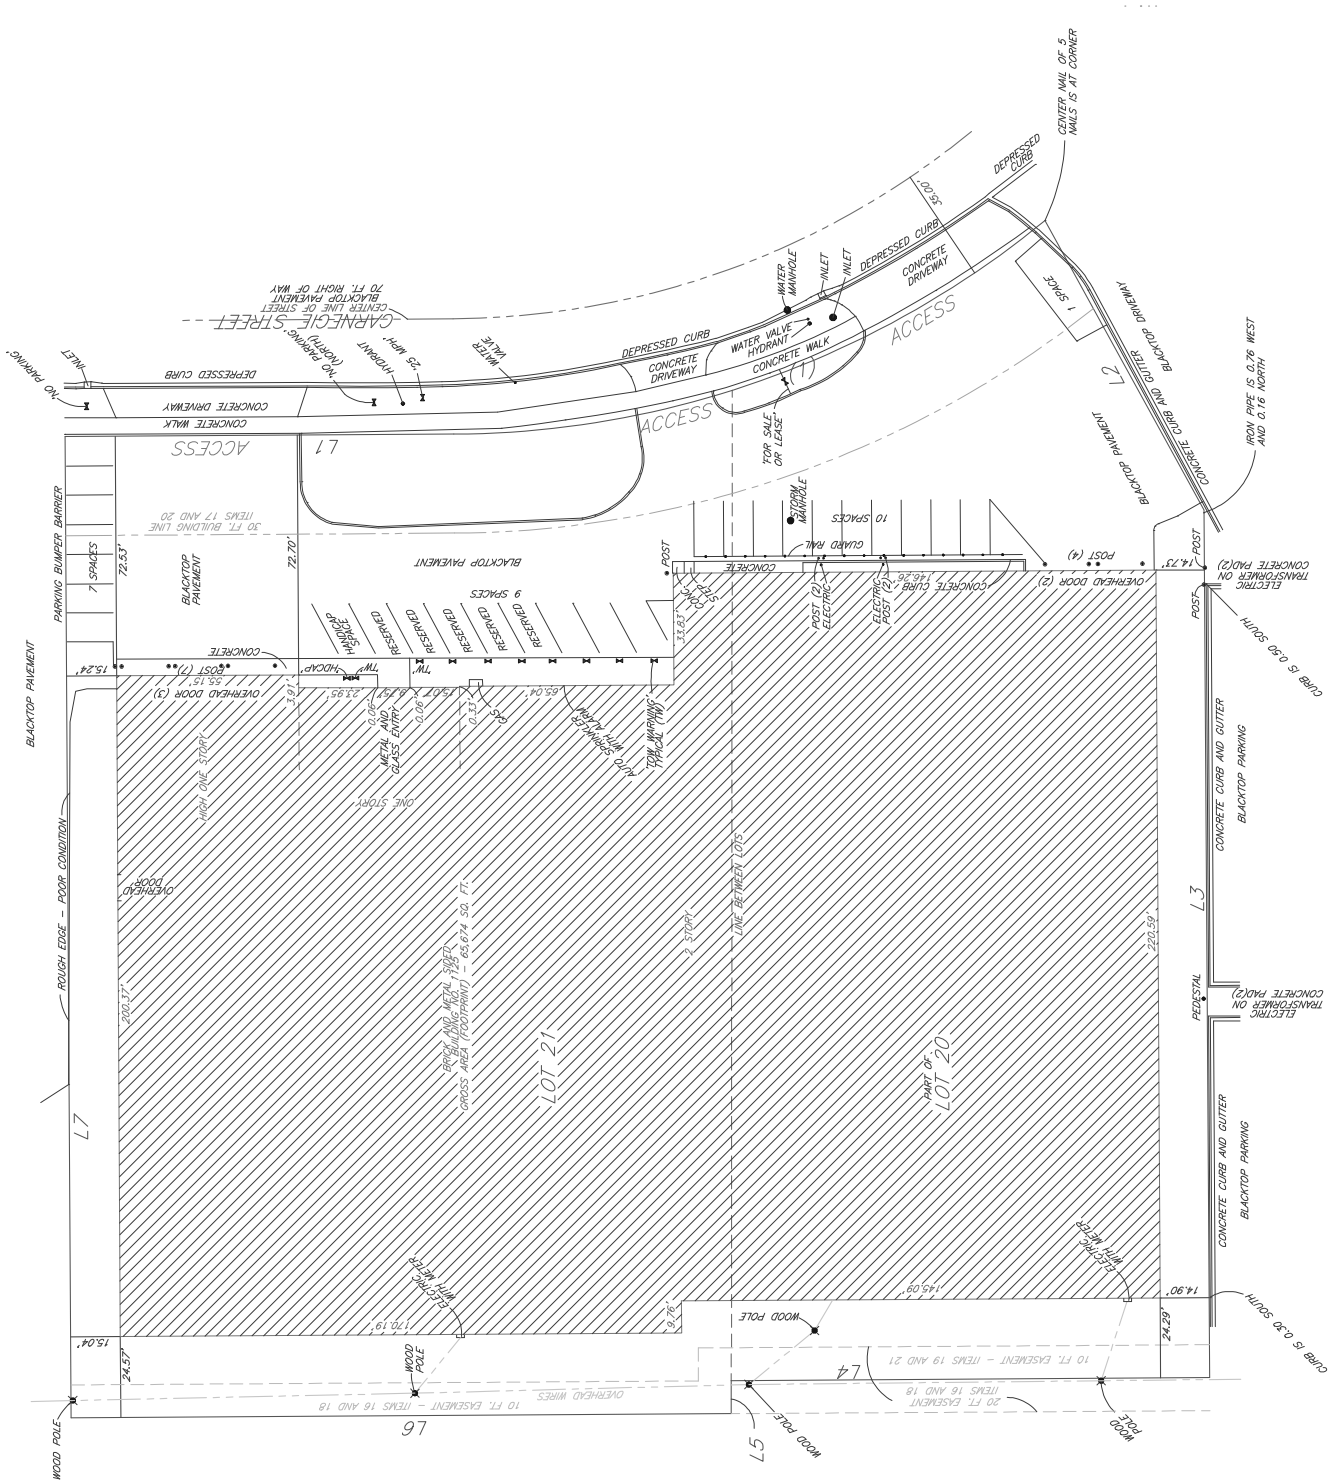 CENTER NAIL OF 5
NAILS IS AT CORNER
DEPRESSED
CURB
35.00'
DEPRESSED CURB
CONCRETE
DRIVEWAY
INLET
INLET
WATER
MANHOLE
CARNEGIE STREET
CENTER LINE OF STREET
BLACKTOP PAVEMENT
70 FT. RIGHT OF WAY
ACCESS
1
SPACE
BLACKTOP DRIVEWAY
CONCRETE CURB AND GUTTER
BLACKTOP PAVEMENT
L2
IRON PIPE IS 0.76 WEST
AND 0.16 NORTH
WATER VALVE
HYDRANT
CONCRETE WALK
(1)
DEPRESSED CURB
CONCRETE
DRIVEWAY
WATER
VALVE
'25 MPH'
HYDRANT
'NO PARKING'
(NORTH)
INLET
'NO PARKING'
DEPRESSED CURB
CONCRETE DRIVEWAY
CONCRETE WALK
ACCESS
L1
ACCESS
'FOR SALE
OR LEASE'
STORM
MANHOLE
10 SPACES
GUARD RAIL
CONCRETE
CONCRETE CURB
146.26'
POST (4)
OVERHEAD DOOR (2)
14.73'
POST
POST
ELECTRIC
TRANSFORMER ON
CONCRETE PAD(2)
CURB IS 0.50 SOUTH
BLACKTOP PAVEMENT
PARKING BUMPER BARRIER
7 SPACES
72.53'
30 FT. BUILDING LINE
ITEMS 17 AND 20
BLACKTOP
PAVEMENT
72.70'
BLACKTOP PAVEMENT
9 SPACES
POST
CONC.
STEP
33.83'
POST (2)
ELECTRIC
ELECTRIC
POST (2)
HANDICAP
SPACE
RESERVED
RESERVED
RESERVED
RESERVED
RESERVED
CONCRETE
POST (7)
15.24'
55.15'
OVERHEAD DOOR (3)
3.91'
'HDCAP'
'TW'
'TW'
23.95'
0.06'
9.75'
0.06'
15.07'
0.33'
65.04'
METAL AND
GLASS ENTRY
GAS
AUTO SPRINKLER
WITH ALARM
'TOW WARNING'
TYPICAL (TW)
HIGH ONE STORY
ONE STORY
OVERHEAD
DOOR
ROUGH EDGE - POOR CONDITION
200.37'
BRICK AND METAL SIDED
BUILDING NO. 1125
GROSS AREA (FOOTPRINT) - 65,674 SQ. FT.
LOT 21
2 STORY
LINE BETWEEN LOTS
PART OF
LOT 20
220.59'
L3
CONCRETE CURB AND GUTTER
BLACKTOP PARKING
PEDESTAL
ELECTRIC
TRANSFORMER ON
CONCRETE PAD(2)
CONCRETE CURB AND GUTTER
BLACKTOP PARKING
L7
ELECTRIC
WITH METER
ELECTRIC
WITH METER
170.19'
9.76'
145.09'
14.90'
24.29'
CURB IS 0.30 SOUTH
15.04'
24.57'
WOOD
POLE
WOOD POLE
10 FT. EASEMENT - ITEMS 19 AND 21
L4
OVERHEAD WIRES
10 FT. EASEMENT - ITEMS 16 AND 18
20 FT. EASEMENT
ITEMS 16 AND 18
WOOD POLE
L6
L5
WOOD POLE
WOOD
POLE